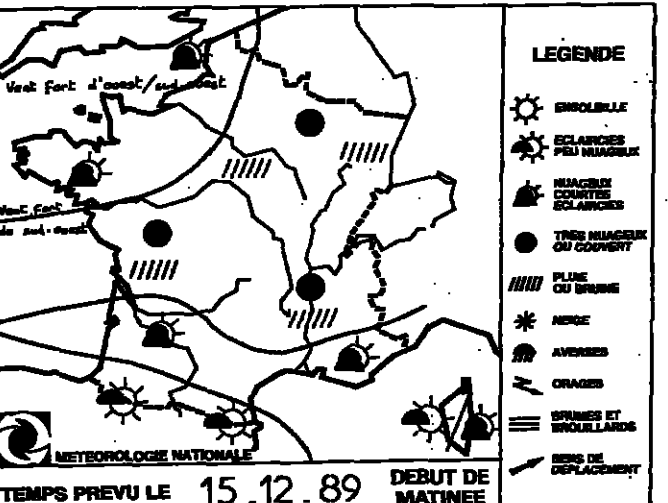 LEGENDE
Vent fort d'ouest/sud-ouest
ENSOLEILLE
ECLAIRCIES
PEU NUAGEUX
NUAGEUX
COURTES
ECLAIRCIES
Vent fort
de sud-ouest
TRES NUAGEUX
OU COUVERT
PLUIE
OU BRUINE
NEIGE
AVERSES
ORAGES
BRUMES ET
BROUILLARDS
SENS DE
DEPLACEMENT
METEOROLOGIE NATIONALE
TEMPS PREVU LE 15.12.89 DEBUT DE
MATINEE